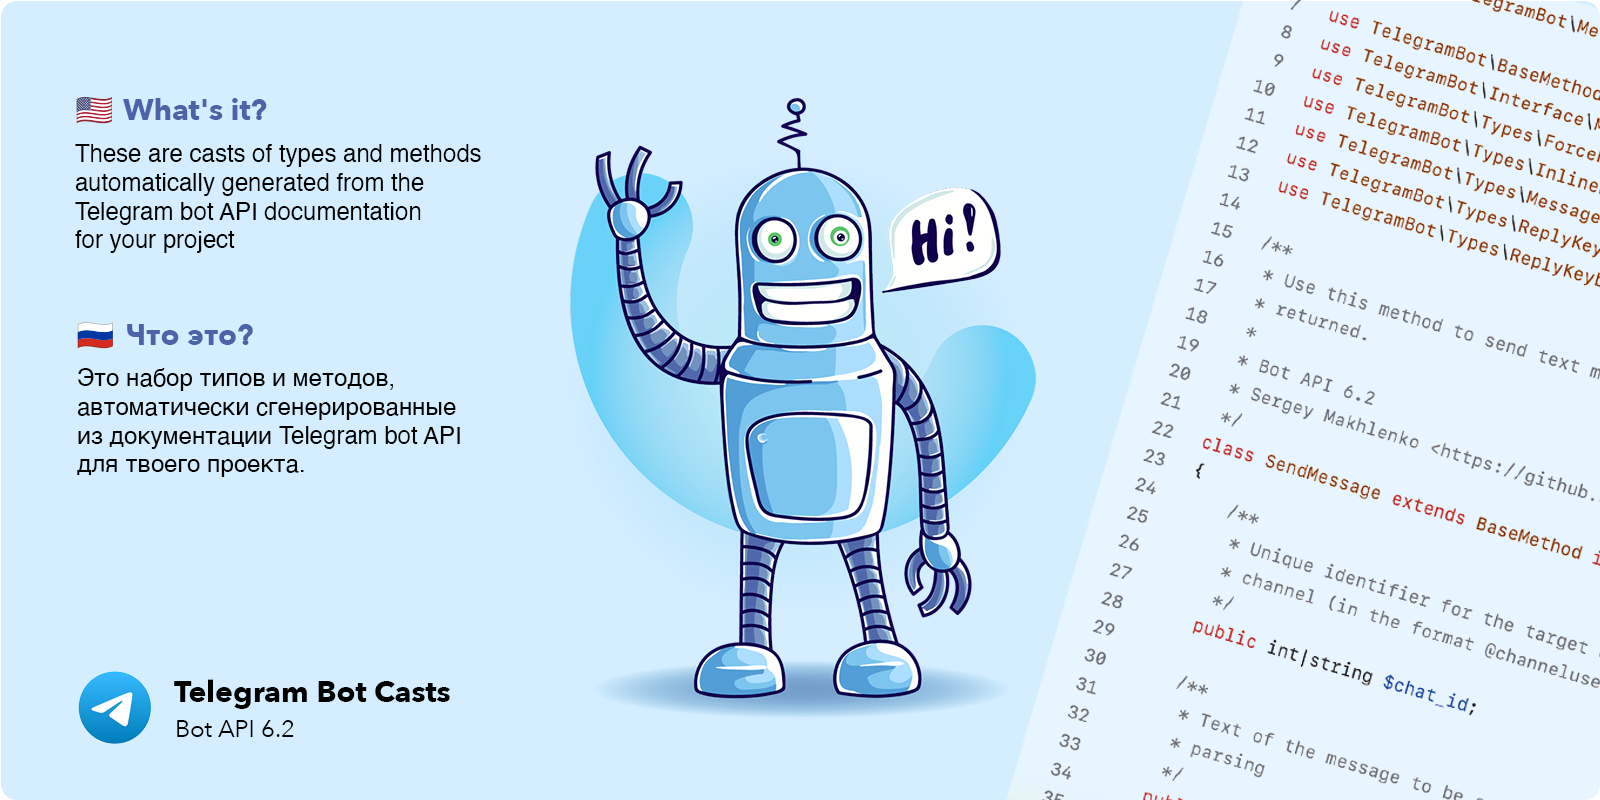 What's it?
These are casts of types and methods
automatically generated from the
Telegram bot API documentation
for your project
Что это?
Это набор типов и методов,
автоматически сгенерированные
из документации Telegram bot API
для твоего проекта.
Telegram Bot Casts
Bot API 6.2
Hi!
7
8 use TelegramBot\BaseMethod
9 use TelegramBot\Interface\
10 use TelegramBot\Types\Force
11 use TelegramBot\Types\Inline
12 use TelegramBot\Types\Message
13 use TelegramBot\Types\ReplyKey
14 use TelegramBot\Types\ReplyKeyb
15
16 /**
17 * Use this method to send text
18 * returned.
19 *
20 * Bot API 6.2
21 * Sergey Makhlenko <https://github.
22 */
23 class SendMessage extends BaseMethod
24 {
25
26 /**
27 * Unique identifier for the target
28 * channel (in the format @channeluse
29 */
30 public int|string $chat_id;
31
32 /**
33 * Text of the message to be
34 * parsing
35 */